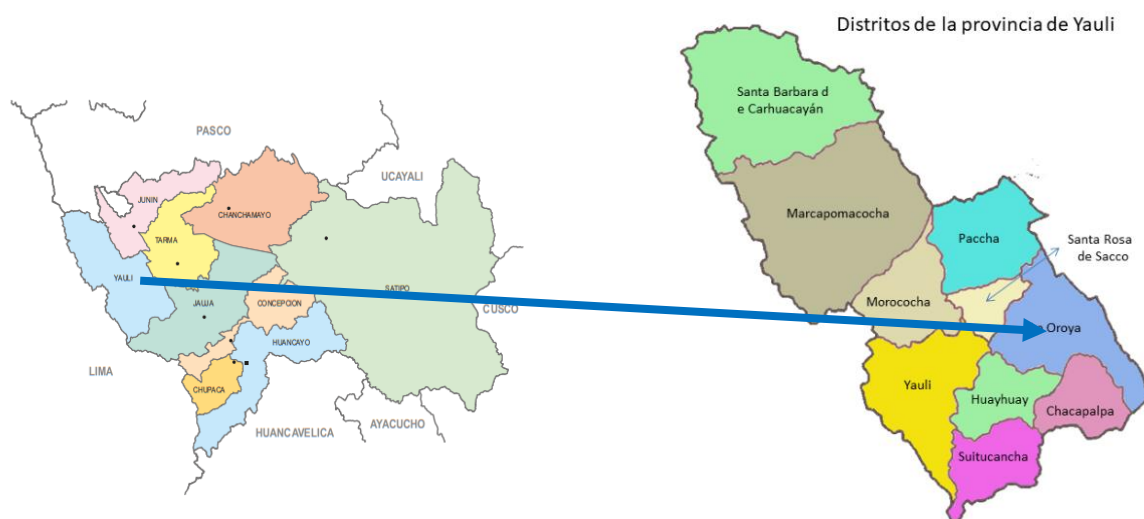 Distritos de la provincia de Yauli
PASCO
UCAYALI
JUNIN
CHANCHAMAYO
TARMA
YAULI
SATIPO
JAUJA
CONCEPCION
CUSCO
HUANCAYO
LIMA
CHUPACA
AYACUCHO
HUANCAVELICA
Santa Barbara d
e Carhuacayán
Marcapomacocha
Paccha
Santa Rosa
de Sacco
Morococha
Oroya
Yauli
Huayhuay
Chacapalpa
Suitucancha